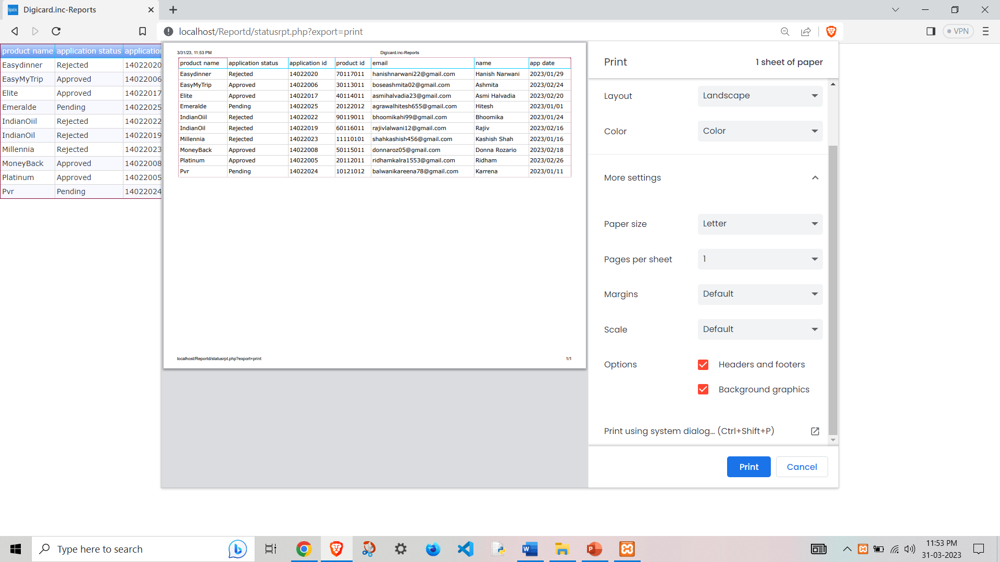 Digicard.inc-Reports
localhost/Reportd/statusrpt.php?export=print
VPN
product name application status application
Easydinner Rejected 14022020
EasyMyTrip Approved 14022006
Elite Approved 14022017
Emeralde Pending 14022025
IndianOiil Rejected 14022022
IndianOil Rejected 14022019
Millennia Rejected 14022023
MoneyBack Approved 14022008
Platinum Approved 14022005
Pvr Pending 14022024
3/31/23, 11:53 PM Digicard.inc-Reports
product name application status application id product id email name app date
Easydinner Rejected 14022020 70117011 hanishnarwani22@gmail.com Hanish Narwani 2023/01/29
EasyMyTrip Approved 14022006 30113011 boseashmita02@gmail.com Ashmita 2023/02/24
Elite Approved 14022017 40114011 asmihalvadia23@gmail.com Asmi Halvadia 2023/02/20
Emeralde Pending 14022025 20122012 agrawalhitesh655@gmail.com Hitesh 2023/01/01
IndianOiil Rejected 14022022 90119011 bhoomikahi99@gmail.com Bhoomika 2023/01/24
IndianOil Rejected 14022019 60116011 rajivlalwani12@gmail.com Rajiv 2023/02/16
Millennia Rejected 14022023 11110101 shahkashish456@gmail.com Kashish Shah 2023/01/16
MoneyBack Approved 14022008 50115011 donnaroz05@gmail.com Donna Rozario 2023/02/18
Platinum Approved 14022005 20112011 ridhamkalra1553@gmail.com Ridham 2023/02/26
Pvr Pending 14022024 10121012 balwanikareena78@gmail.com Karrena 2023/01/11
localhost/Reportd/statusrpt.php?export=print 1/1
Print 1 sheet of paper
Layout Landscape
Color Color
More settings
Paper size Letter
Pages per sheet 1
Margins Default
Scale Default
Options Headers and footers
Background graphics
Print using system dialog... (Ctrl+Shift+P)
Print Cancel
Type here to search
11:53 PM
31-03-2023